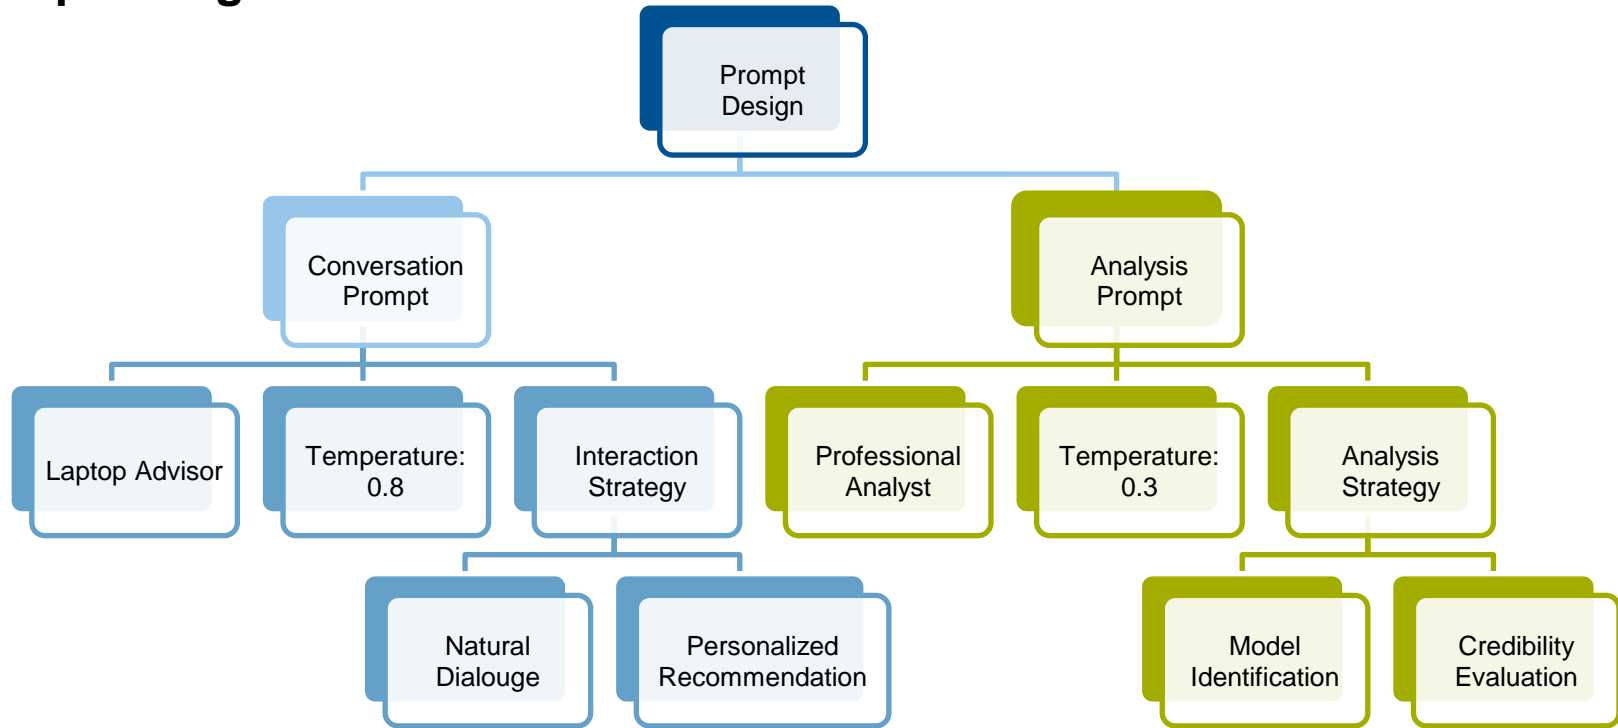 Prompt
Design
Conversation
Prompt
Analysis
Prompt
Laptop Advisor
Temperature:
0.8
Interaction
Strategy
Professional
Analyst
Temperature:
0.3
Analysis
Strategy
Natural
Dialouge
Personalized
Recommendation
Model
Identification
Credibility
Evaluation